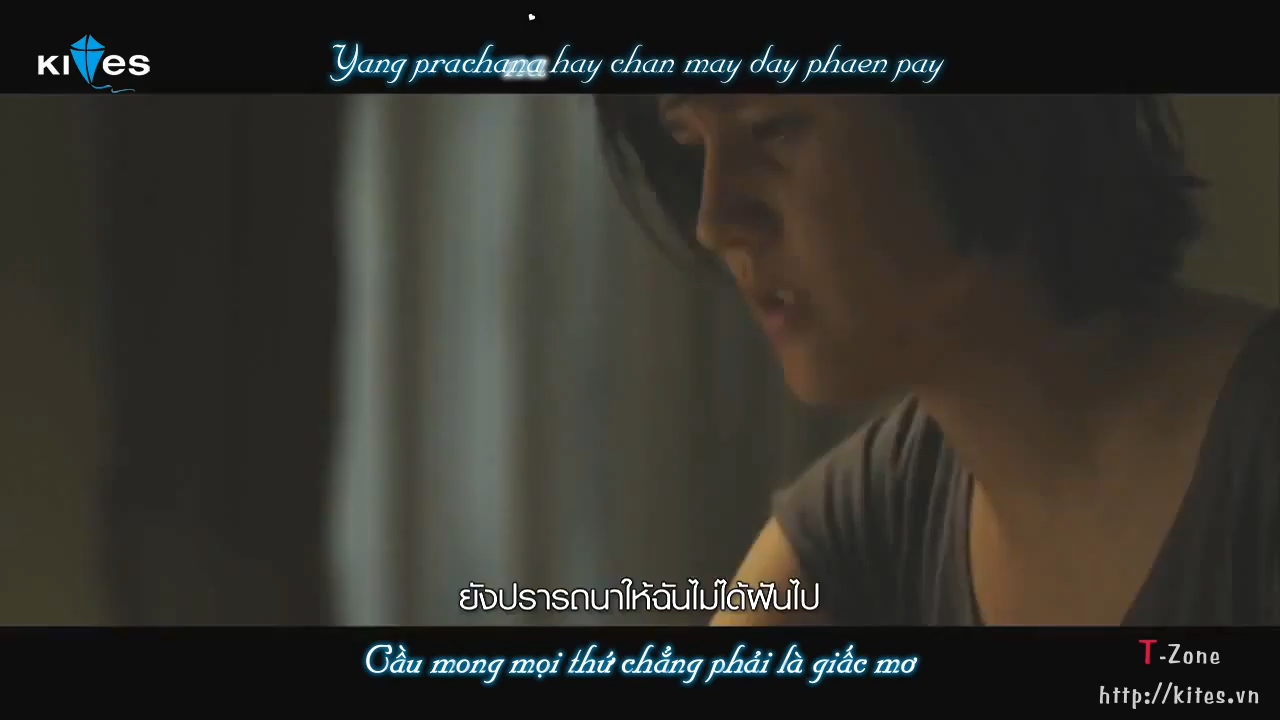 KITES
Yang prachana hay chan may day phaen pay
ยังปรารถนาให้ฉันไม่ได้ฝันไป
Cầu mong mọi thứ chẳng phải là giấc mơ
T-Zone
http://kites.vn